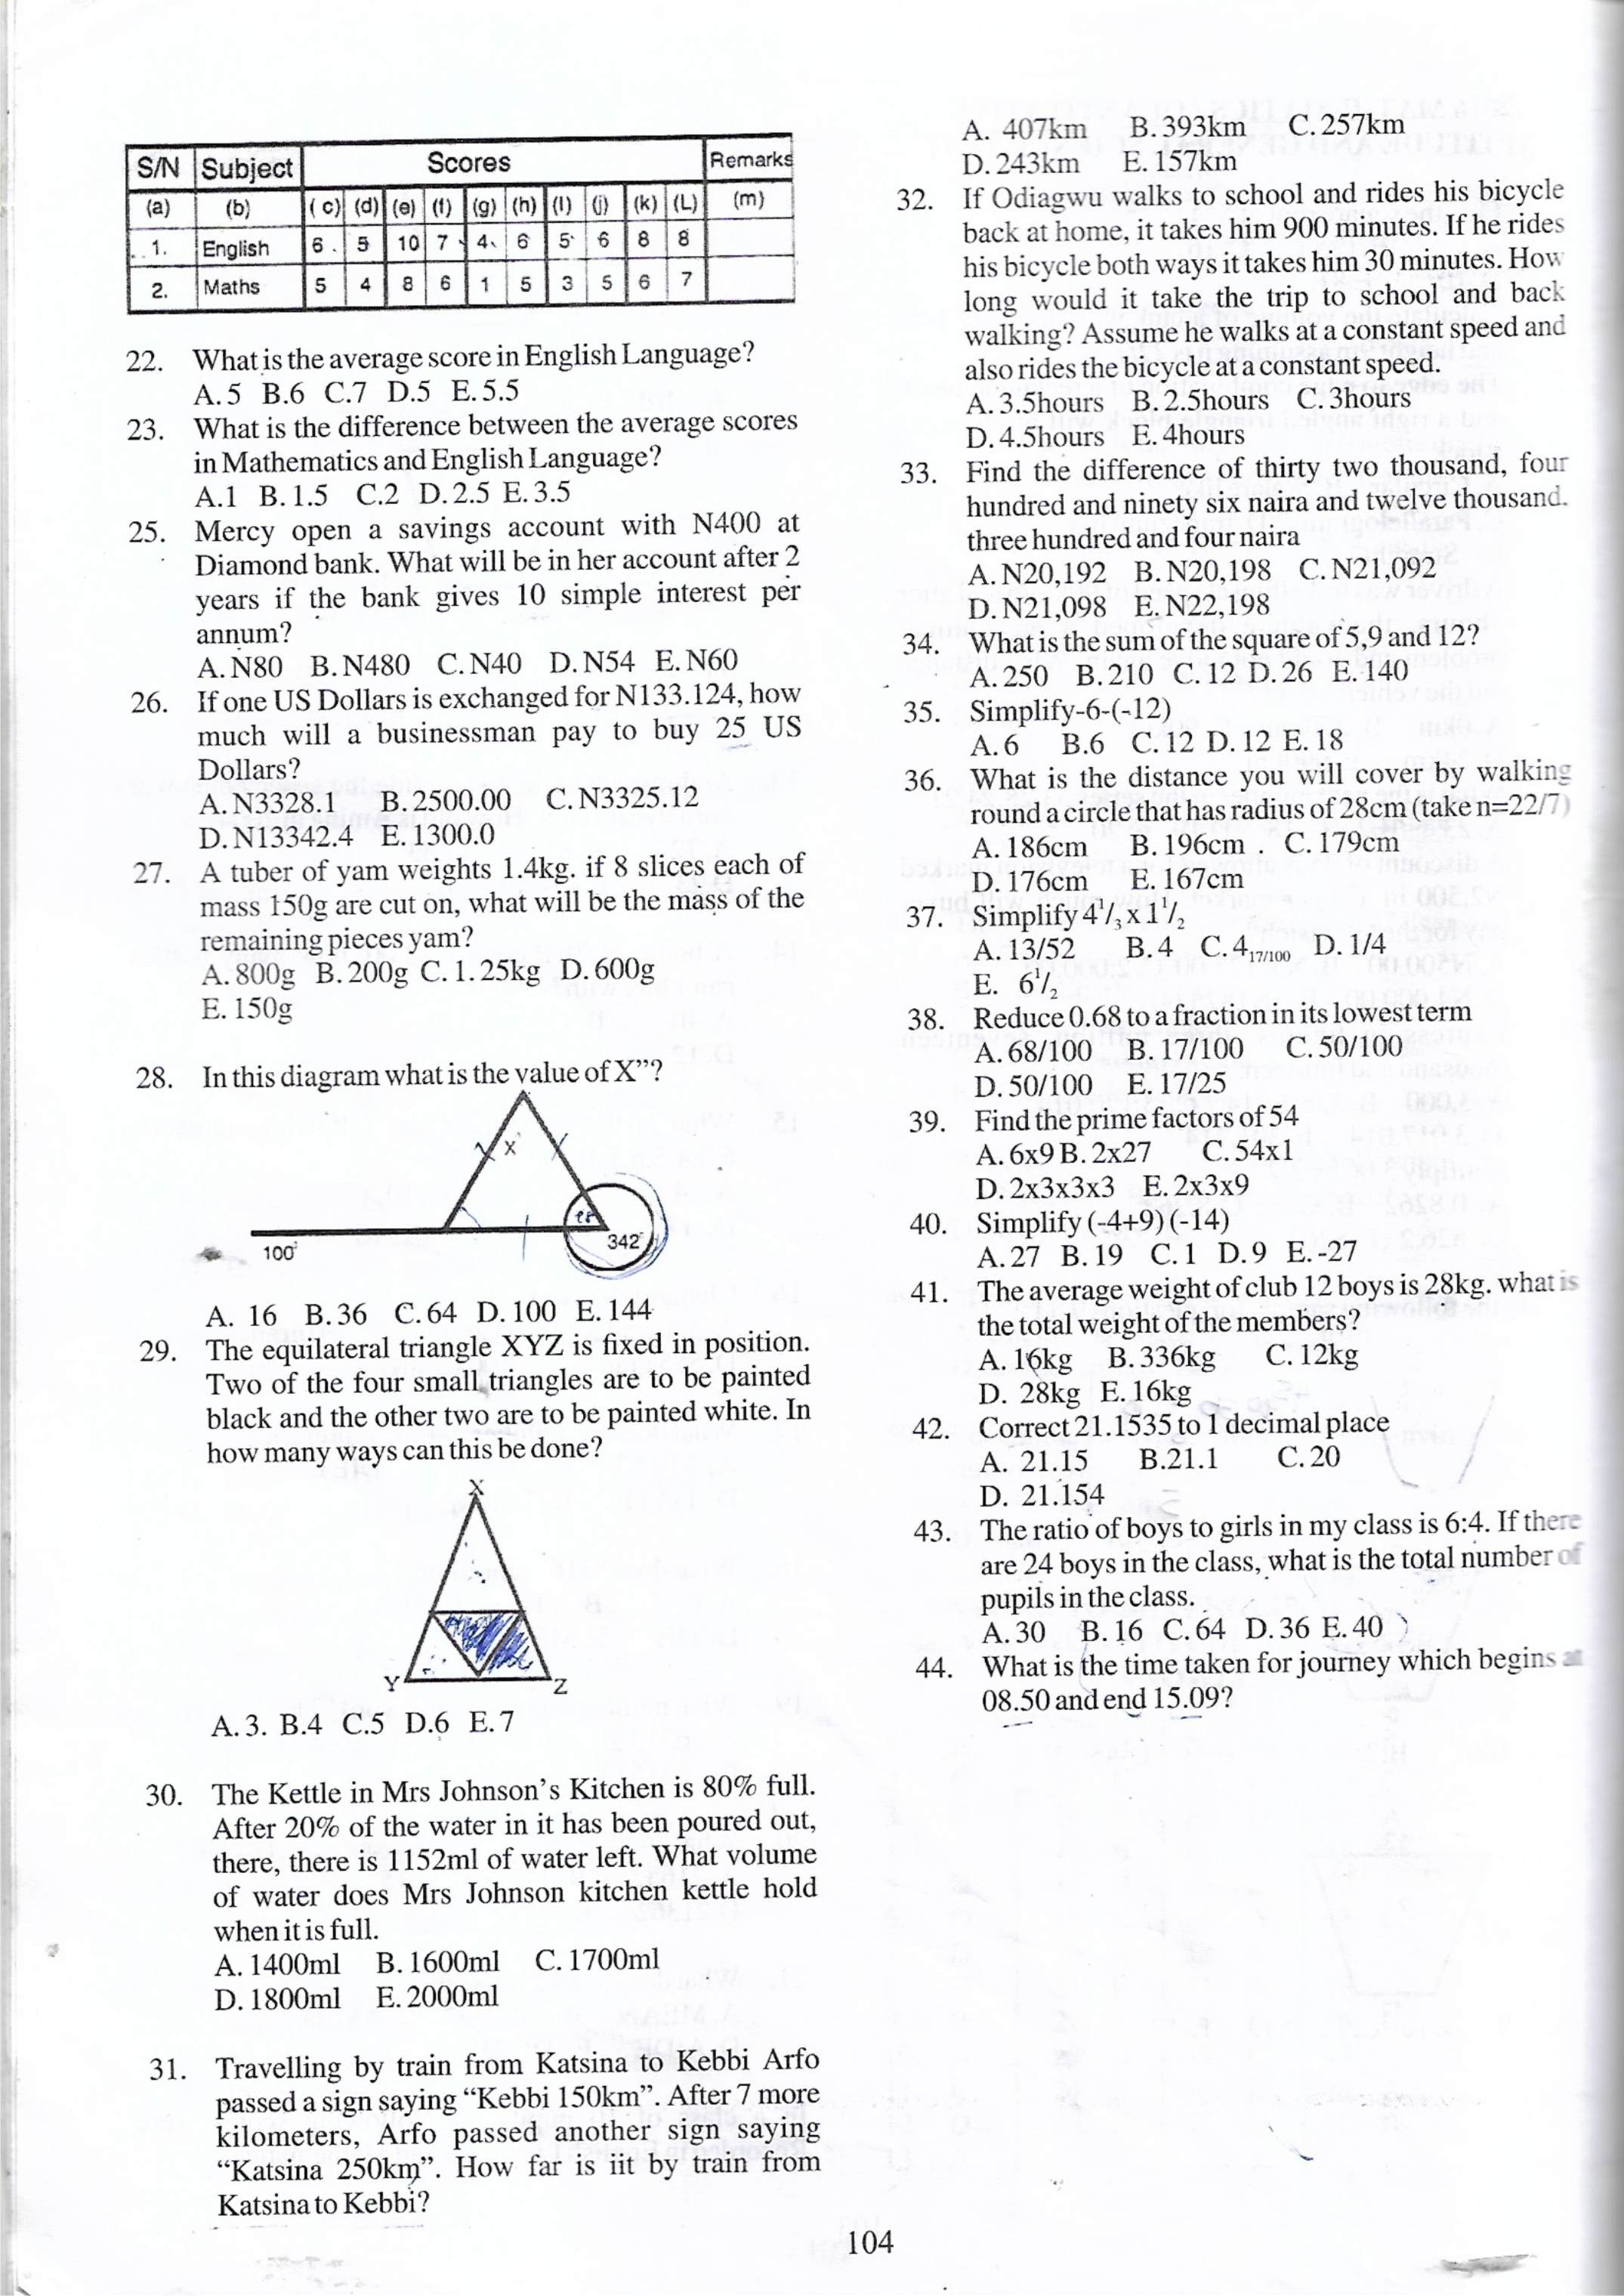 S/N Subject Scores Remarks
(a) (b) (c) (d) (e) (f) (g) (h) (I) (j) (k) (L) (m)
1. English 6 5 10 7 4 6 5 6 8 8
2. Maths 5 4 8 6 1 5 3 5 6 7
22. What is the average score in English Language?
A. 5 B.6 C.7 D.5 E. 5.5
23. What is the difference between the average scores
in Mathematics and English Language?
A.1 B. 1.5 C.2 D. 2.5 E. 3.5
25. Mercy open a savings account with N400 at
Diamond bank. What will be in her account after 2
years if the bank gives 10 simple interest per
annum?
A. N80 B. N480 C. N40 D. N54 E. N60
26. If one US Dollars is exchanged for N133.124, how
much will a businessman pay to buy 25 US
Dollars?
A. N3328.1 B. 2500.00 C. N3325.12
D. N13342.4 E. 1300.0
27. A tuber of yam weights 1.4kg. if 8 slices each of
mass 150g are cut on, what will be the mass of the
remaining pieces yam?
A. 800g B. 200g C. 1.25kg D. 600g
E. 150g
28. In this diagram what is the value of X”?
X°
28
342°
100°
A. 16 B. 36 C. 64 D. 100 E. 144
29. The equilateral triangle XYZ is fixed in position.
Two of the four small triangles are to be painted
black and the other two are to be painted white. In
how many ways can this be done?
X
Y
Z
A. 3. B.4 C.5 D.6 E. 7
30. The Kettle in Mrs Johnson’s Kitchen is 80% full.
After 20% of the water in it has been poured out,
there, there is 1152ml of water left. What volume
of water does Mrs Johnson kitchen kettle hold
when it is full.
A. 1400ml B. 1600ml C. 1700ml
D. 1800ml E. 2000ml
31. Travelling by train from Katsina to Kebbi Arfo
passed a sign saying “Kebbi 150km”. After 7 more
kilometers, Arfo passed another sign saying
“Katsina 250km”. How far is iit by train from
Katsina to Kebbi?
A. 407km B. 393km C. 257km
D. 243km E. 157km
32. If Odiagwu walks to school and rides his bicycle
back at home, it takes him 900 minutes. If he rides
his bicycle both ways it takes him 30 minutes. How
long would it take the trip to school and back
walking? Assume he walks at a constant speed and
also rides the bicycle at a constant speed.
A. 3.5hours B. 2.5hours C. 3hours
D. 4.5hours E. 4hours
33. Find the difference of thirty two thousand, four
hundred and ninety six naira and twelve thousand.
three hundred and four naira
A. N20,192 B. N20,198 C. N21,092
D. N21,098 E. N22,198
34. What is the sum of the square of 5,9 and 12?
A. 250 B. 210 C. 12 D. 26 E. 140
35. Simplify-6-(-12)
A. 6 B.6 C. 12 D. 12 E. 18
36. What is the distance you will cover by walking
round a circle that has radius of 28cm (take n=22/7)
A. 186cm B. 196cm . C. 179cm
D. 176cm E. 167cm
37. Simplify 4¹/₃ x 1¹/₂
A. 13/52 B. 4 C. 4 17/100 D. 1/4
E. 6¹/₂
38. Reduce 0.68 to a fraction in its lowest term
A. 68/100 B. 17/100 C. 50/100
D. 50/100 E. 17/25
39. Find the prime factors of 54
A. 6x9 B. 2x27 C. 54x1
D. 2x3x3x3 E. 2x3x9
40. Simplify (-4+9) (-14)
A. 27 B. 19 C. 1 D. 9 E. -27
41. The average weight of club 12 boys is 28kg. what is
the total weight of the members?
A. 16kg B. 336kg C. 12kg
D. 28kg E. 16kg
42. Correct 21.1535 to 1 decimal place
A. 21.15 B.21.1 C. 20
D. 21.154
43. The ratio of boys to girls in my class is 6:4. If there
are 24 boys in the class, what is the total number of
pupils in the class.
A. 30 B. 16 C. 64 D. 36 E. 40
44. What is the time taken for journey which begins at
08.50 and end 15.09?
104